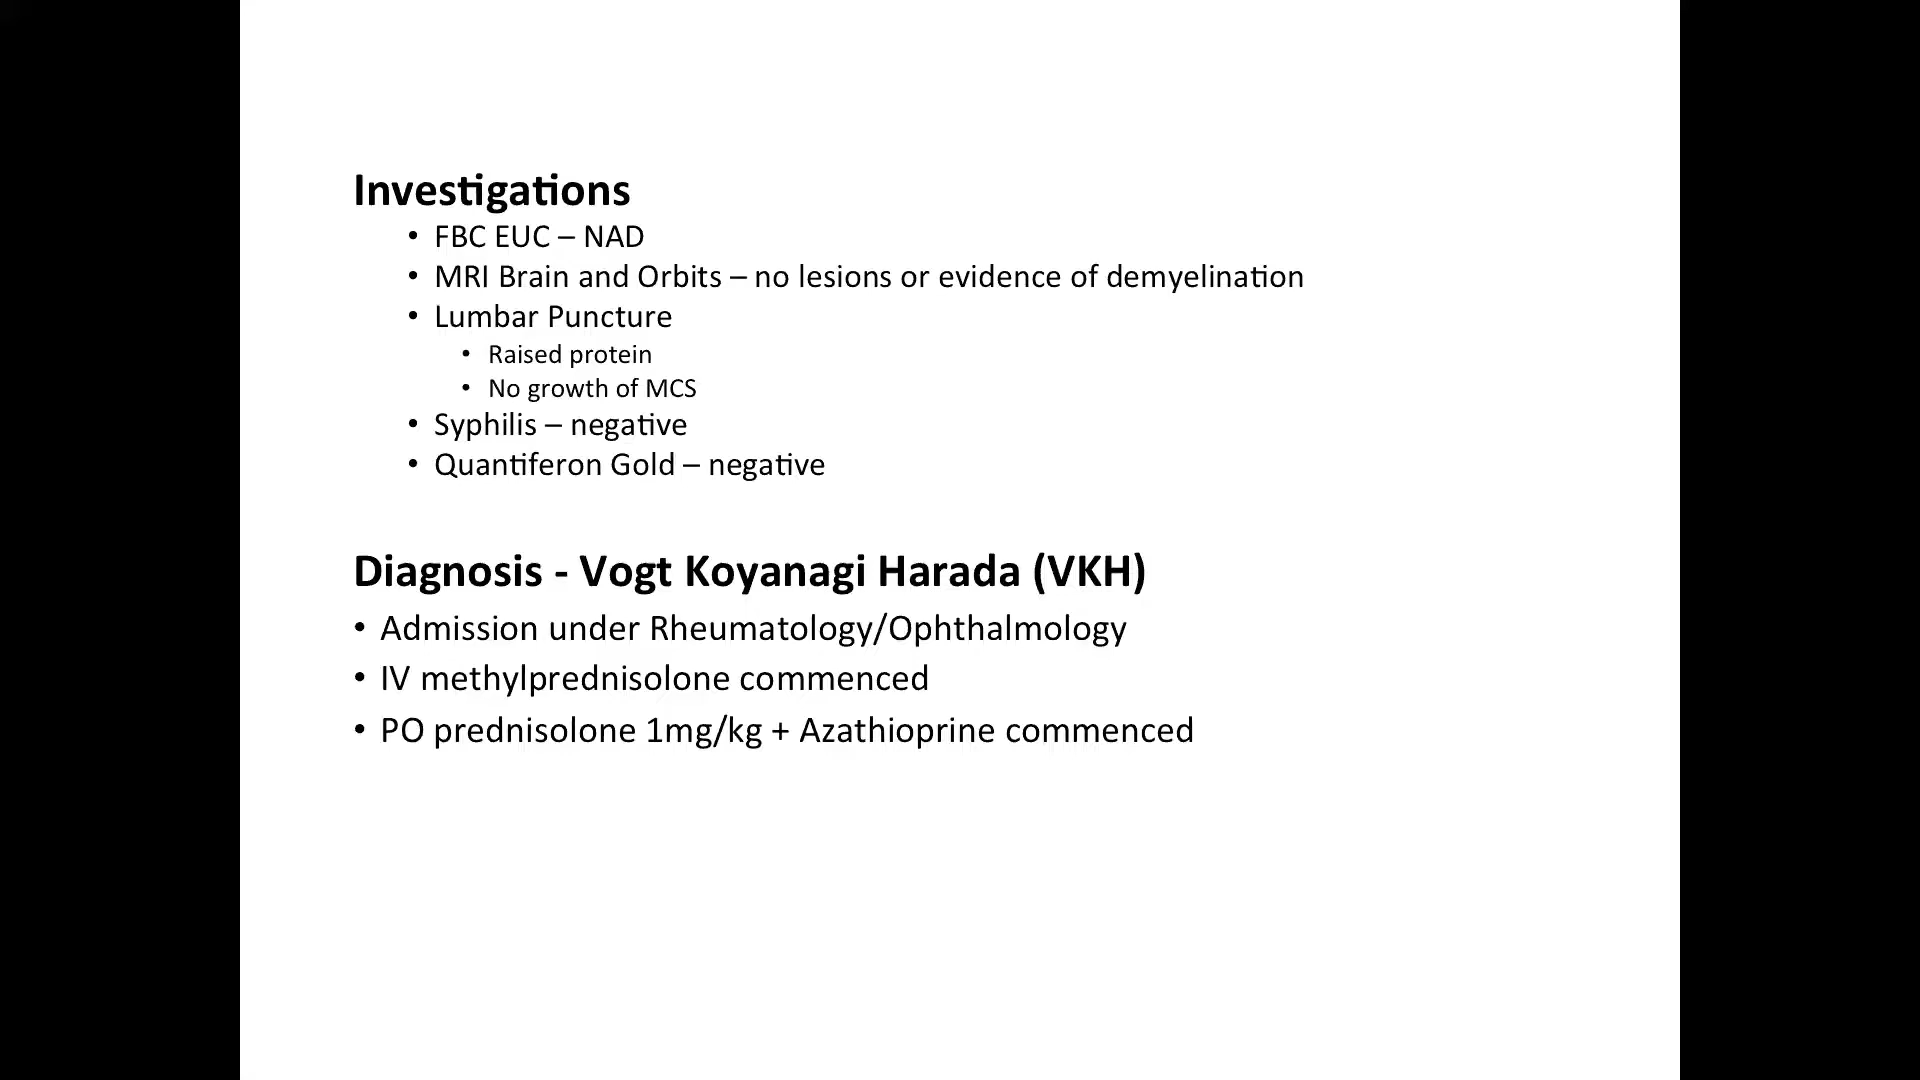 Investigations
• FBC EUC – NAD
• MRI Brain and Orbits – no lesions or evidence of demyelination
• Lumbar Puncture
• Raised protein
• No growth of MCS
• Syphilis – negative
• Quantiferon Gold – negative
Diagnosis - Vogt Koyanagi Harada (VKH)
• Admission under Rheumatology/Ophthalmology
• IV methylprednisolone commenced
• PO prednisolone 1mg/kg + Azathioprine commenced